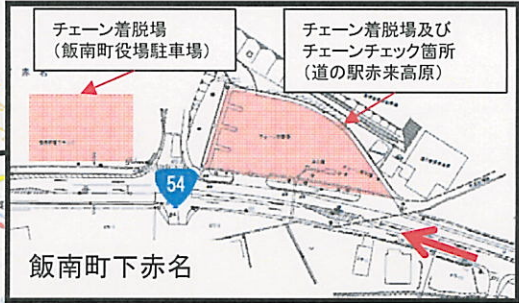 チェーン着脱場
(飯南町役場駐車場)
チェーン着脱場及び
チェーンチェック箇所
(道の駅赤来高原)
赤名
54
飯南町下赤名